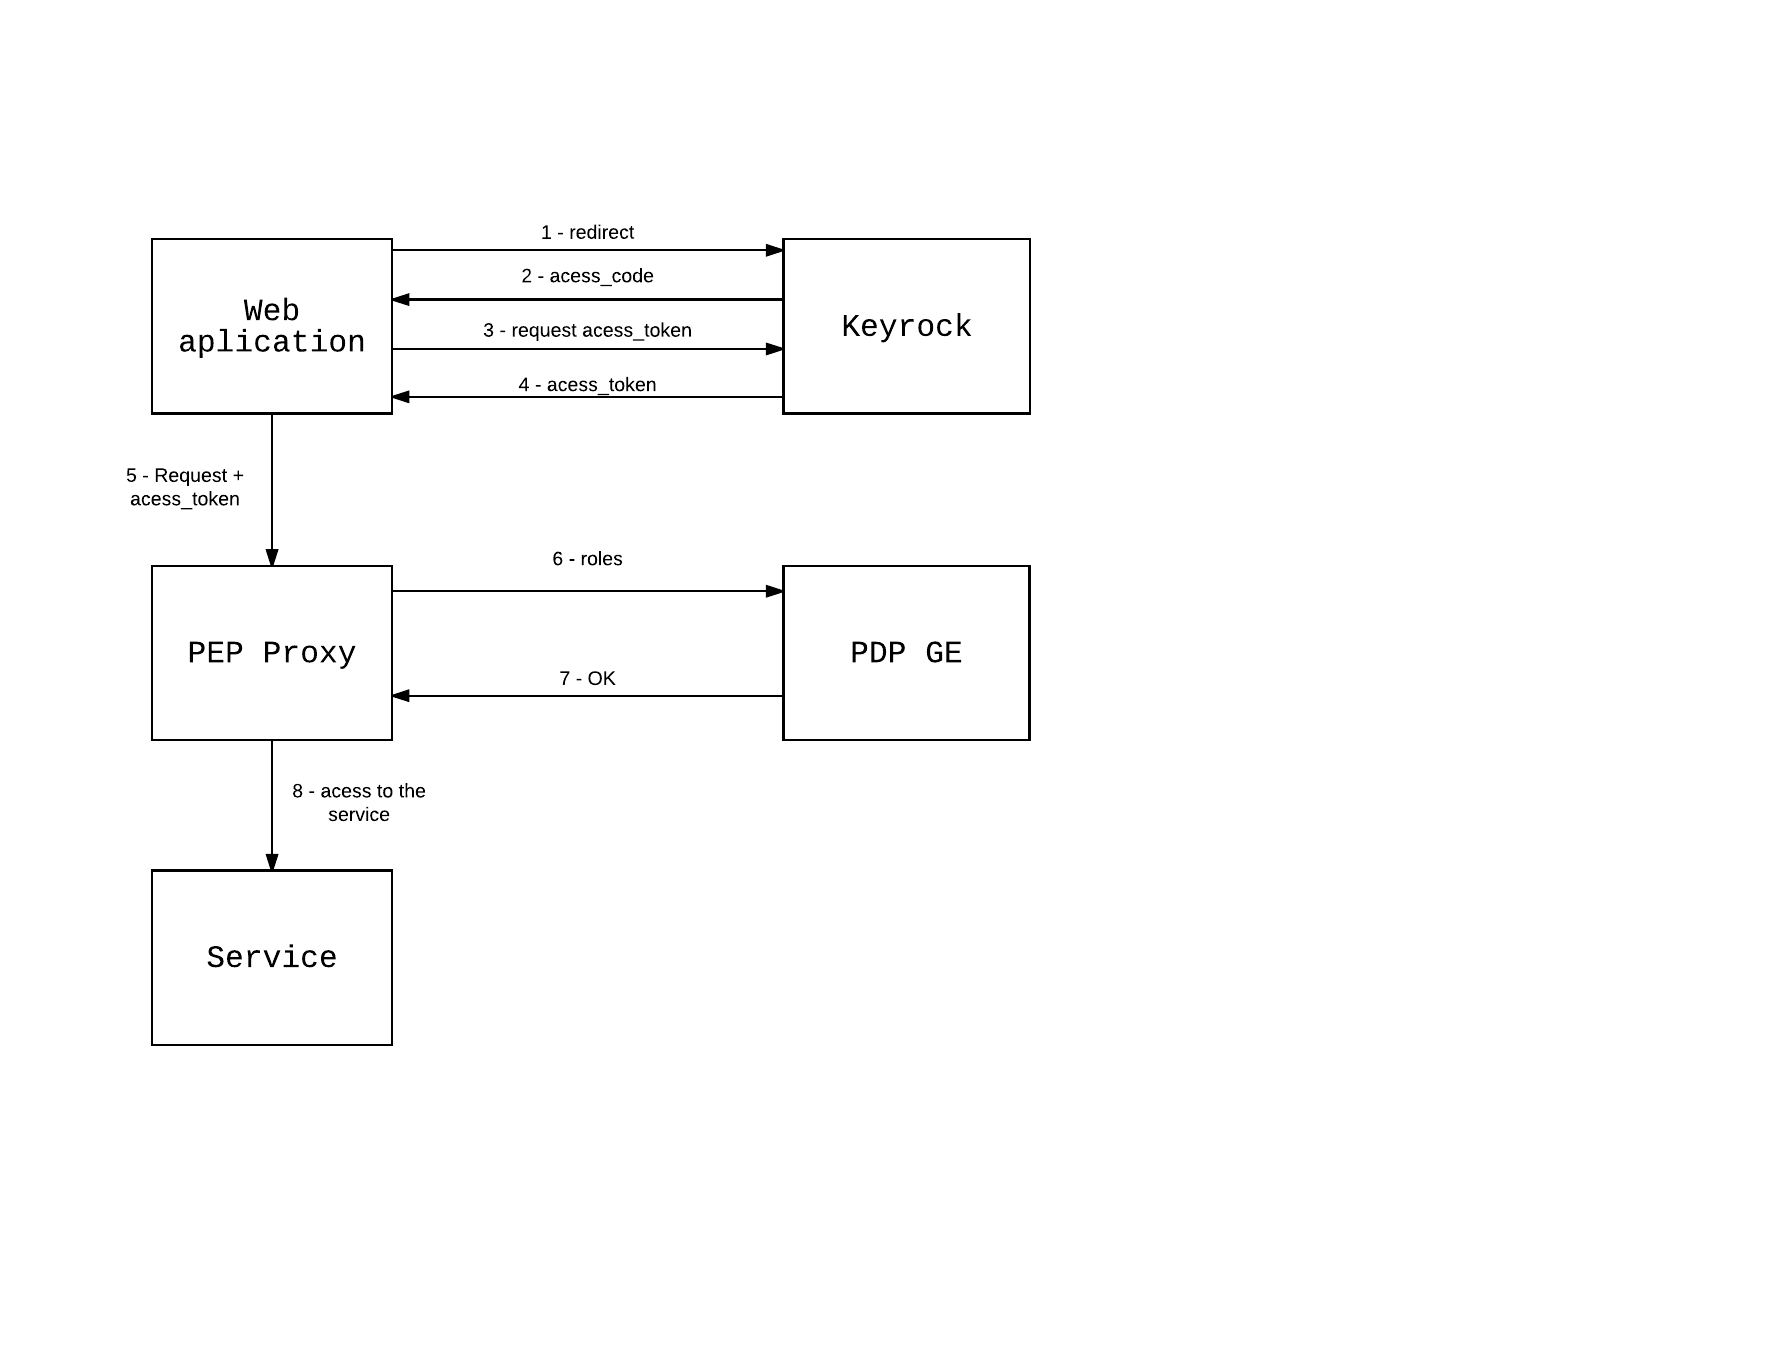 1 - redirect
2 - acess_code
Web
aplication
Keyrock
3 - request acess_token
4 - acess_token
5 - Request +
acess_token
6 - roles
PEP Proxy
PDP GE
7 - OK
8 - acess to the
service
Service